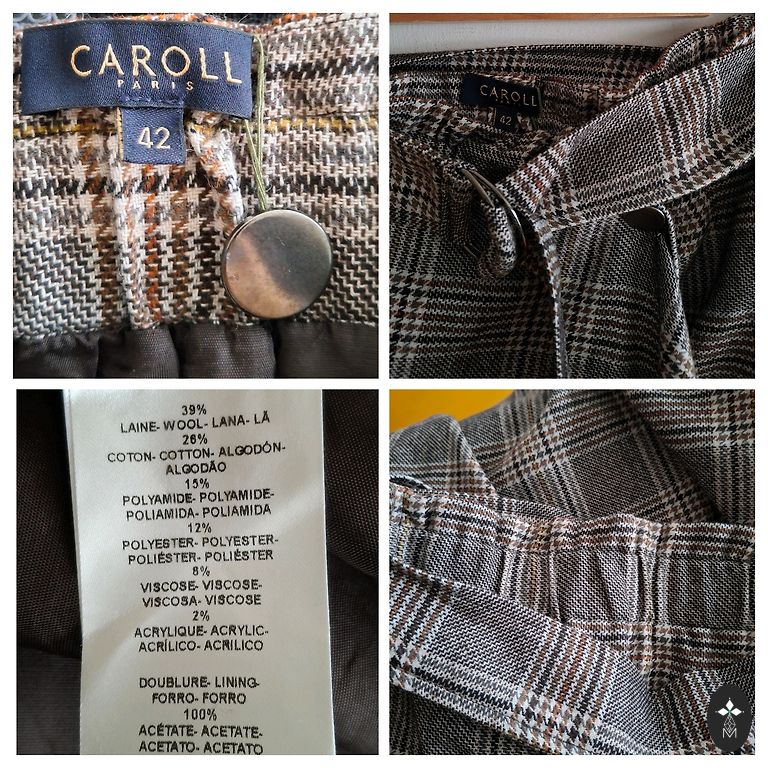 CAROLL
PARIS
42
CAROLL
42
39%
LAINE- WOOL- LANA- LÃ
26%
COTON- COTTON- ALGODÓN-
ALGODÃO
15%
POLYAMIDE- POLYAMIDE-
POLIAMIDA- POLIAMIDA
12%
POLYESTER- POLYESTER-
POLIÉSTER- POLIÉSTER
8%
VISCOSE- VISCOSE-
VISCOSA- VISCOSE
2%
ACRYLIQUE- ACRYLIC-
ACRÍLICO- ACRILICO
DOUBLURE- LINING-
FORRO- FORRO
100%
ACÉTATE- ACETATE-
ACETATO- ACETATO
M